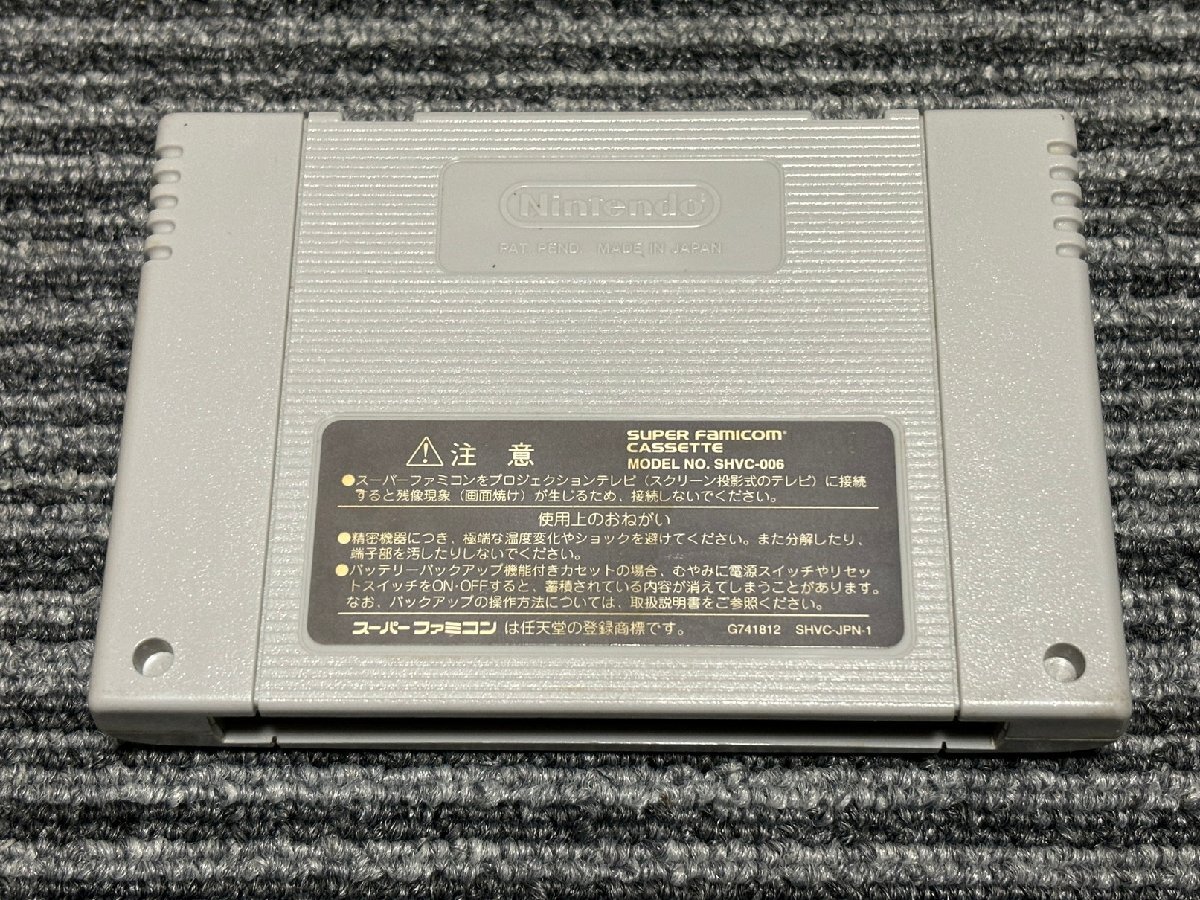 Nintendo
PAT. PEND. MADE IN JAPAN
⚠注意
SUPER FAMICOM
CASSETTE
MODEL NO. SHVC-006
●スーパーファミコンをプロジェクションテレビ（スクリーン投影式のテレビ）に接続
すると残像現象（画面焼け）が生じるため、接続しないでください。
使用上のおねがい
●精密機器につき、極端な温度変化やショックを避けてください。また分解したり、
端子部を汚したりしないでください。
●バッテリーバックアップ機能付きカセットの場合、むやみに電源スイッチやリセッ
トスイッチをON・OFFすると、蓄積されている内容が消えてしまうことがあります。
なお、バックアップの操作方法については、取扱説明書をご参照ください。
スーパーファミコンは任天堂の登録商標です。 G741812 SHVC-JPN-1